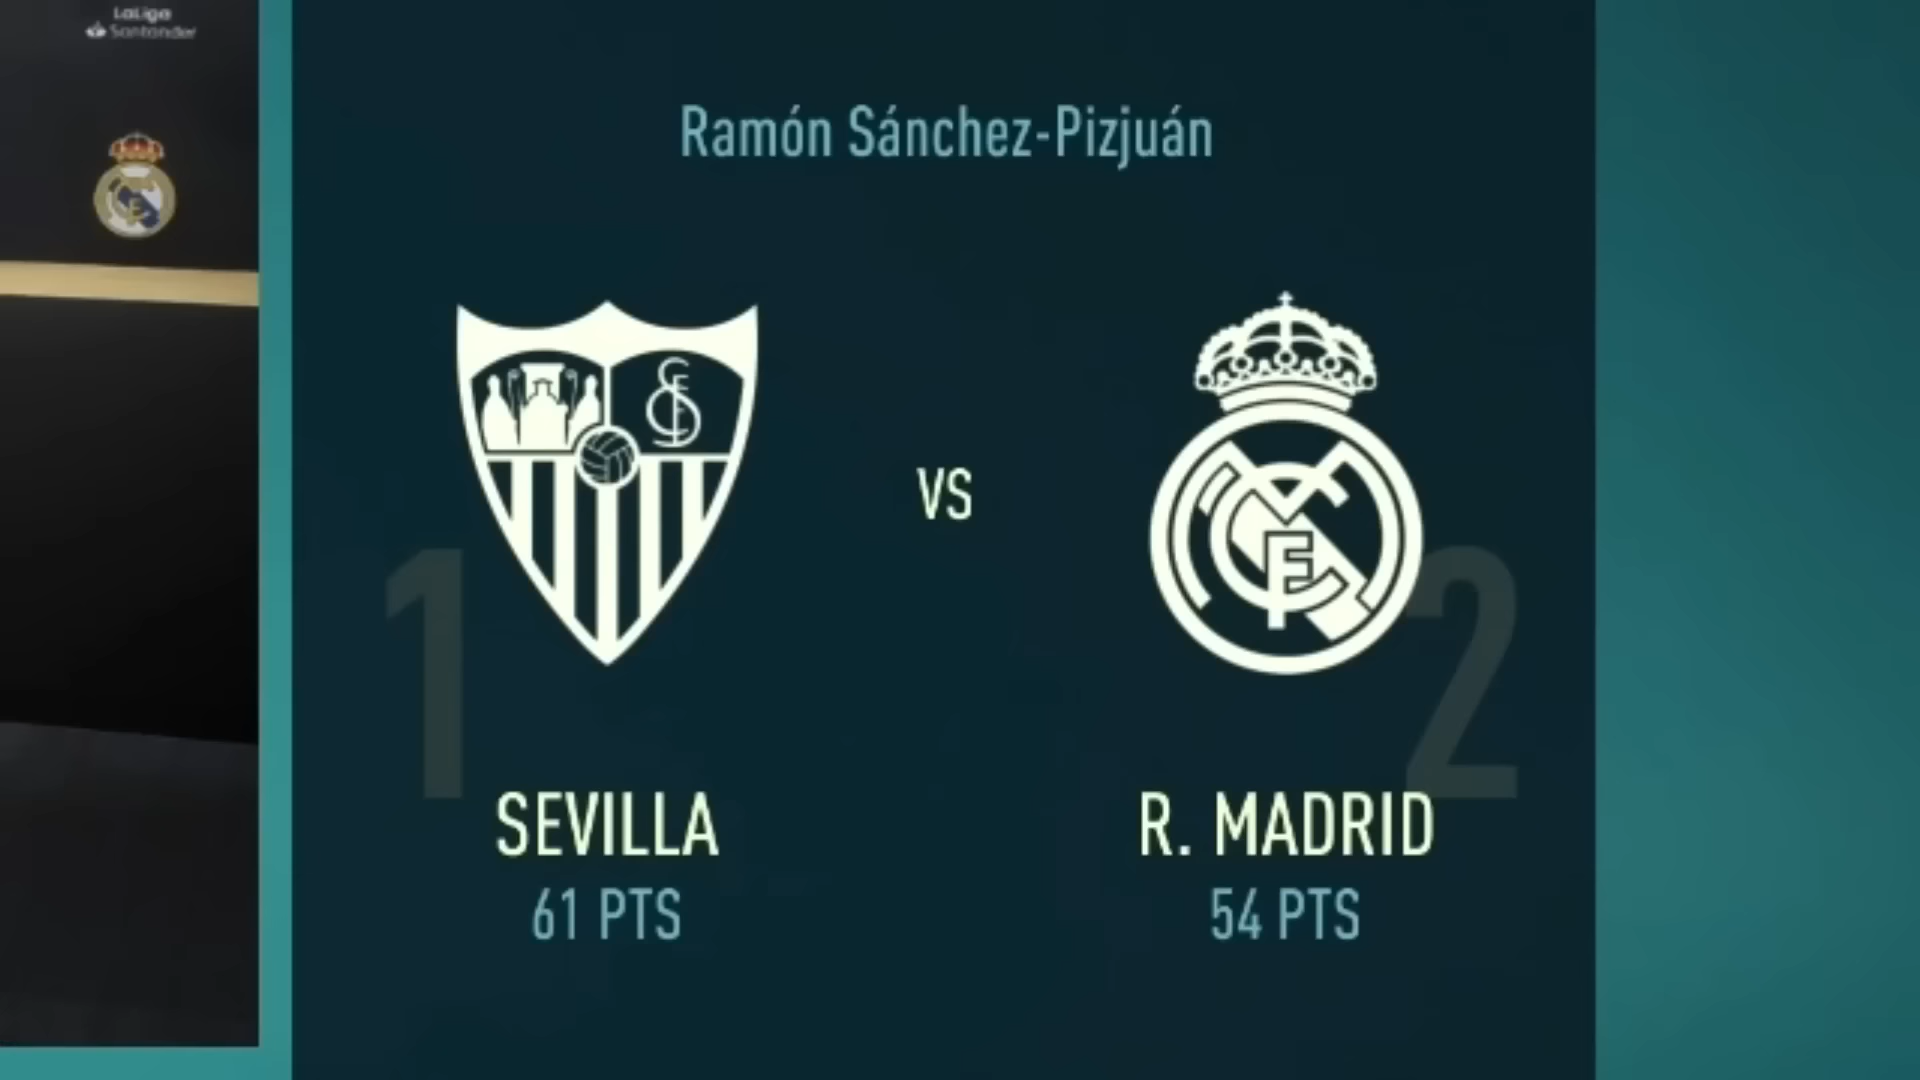 LaLiga
Santander
Ramón Sánchez-Pizjuán
VS
1
2
SEVILLA
R. MADRID
61 PTS
54 PTS